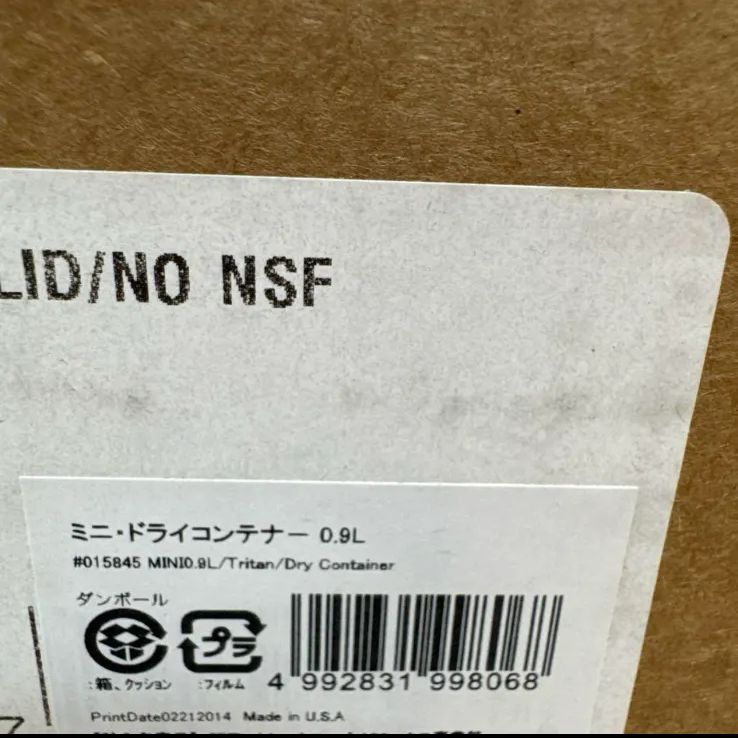 LID/NO NSF
ミニ・ドライコンテナー 0.9L
#015845 MINI0.9L/Tritan/Dry Container
ダンボール
プラ
:箱、クッション :フィルム 4 992831 998068
PrintDate02212014 Made in U.S.A